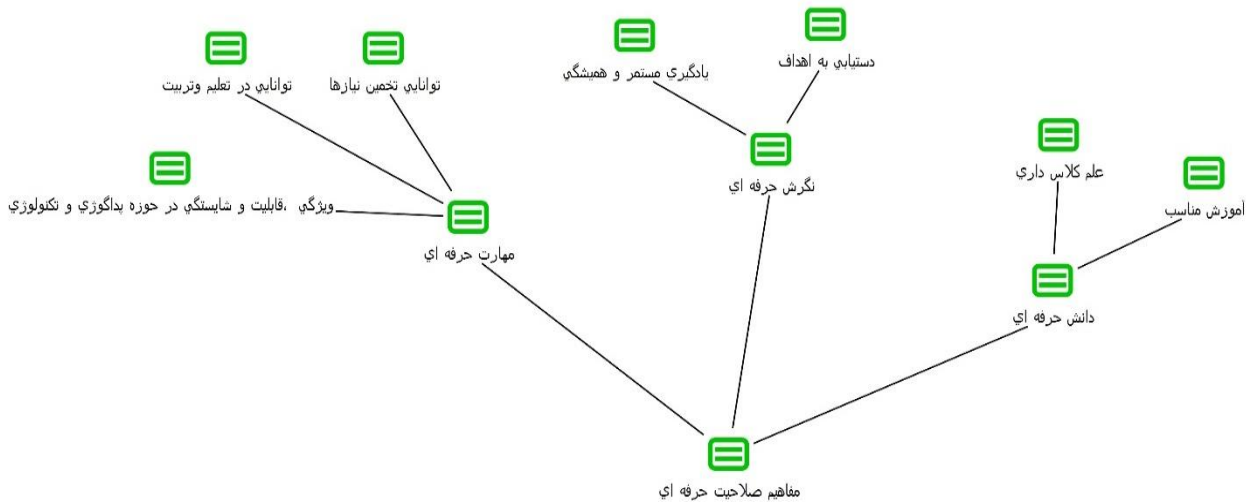 دستيابي به اهداف
يادگيري مستمر و هميشگي
توانايي تخمين نيازها
توانايي در تعليم وتربيت
علم كلاس داري
نگرش حرفه اي
آموزش مناسب
ويژگي ،قابليت و شايستگي در حوزه پداگوژي و تكنولوژي
مهارت حرفه اي
دانش حرفه اي
مفاهيم صلاحيت حرفه اي